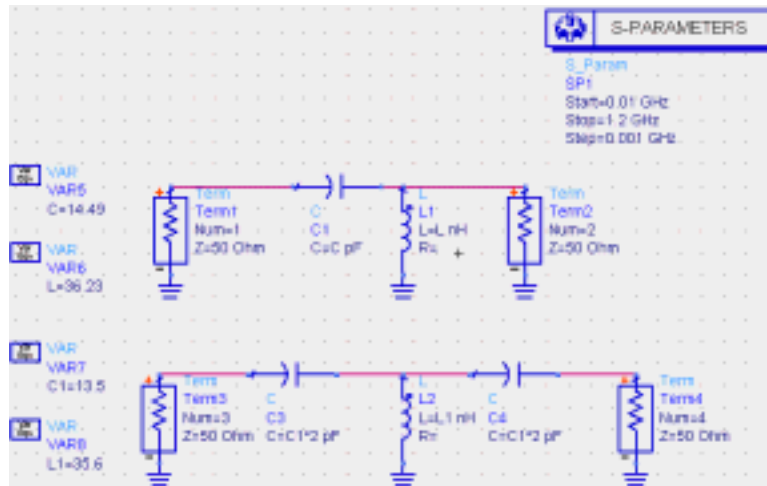 S-PARAMETERS
S_Param
SP1
Start=0.01 GHz
Stop=1.2 GHz
Step=0.001 GHz
VAR
VAR5
C=14.49
VAR
VAR6
L=36.23
Term
Term1
Num=1
Z=50 Ohm
C
C1
C=C pF
L
L1
L=L nH
R=
Term
Term2
Num=2
Z=50 Ohm
VAR
VAR7
C1=13.5
VAR
VAR8
L1=35.6
Term
Term3
Num=3
Z=50 Ohm
C
C3
C=C1*2 pF
L
L2
L=L1 nH
R=
C
C4
C=C1*2 pF
Term
Term4
Num=4
Z=50 Ohm